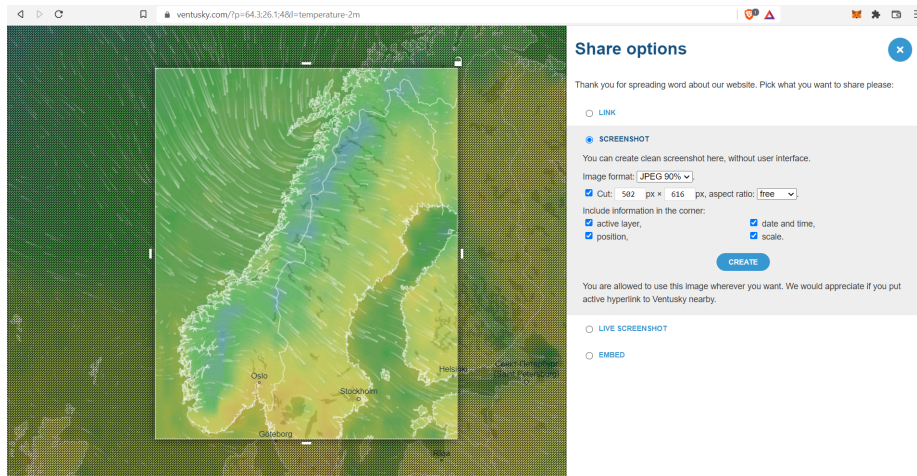 ventusky.com/?p=64.3;26.1;4&l=temperature-2m
Share options
Thank you for spreading word about our website. Pick what you want to share please:
LINK
SCREENSHOT
You can create clean screenshot here, without user interface.
Image format: JPEG 90%.
Cut: 502 px × 616 px, aspect ratio: free.
Include information in the corner:
active layer, date and time,
position, scale.
CREATE
You are allowed to use this image wherever you want. We would appreciate if you put
active hyperlink to Ventusky nearby.
LIVE SCREENSHOT
EMBED
Oslo
Stockholm
Helsinki
Göteborg
Riga